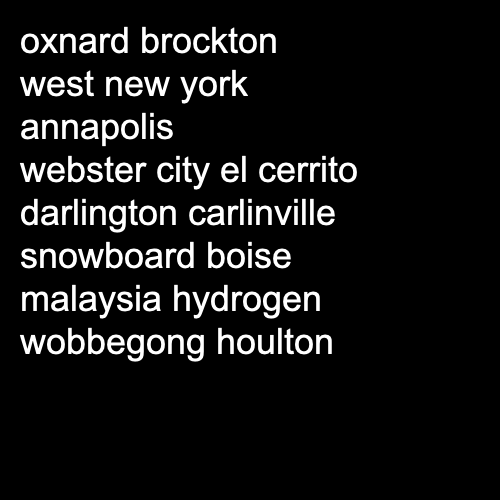 oxnard brockton
west new york
annapolis
webster city el cerrito
darlington carlinville
snowboard boise
malaysia hydrogen
wobbegong houlton